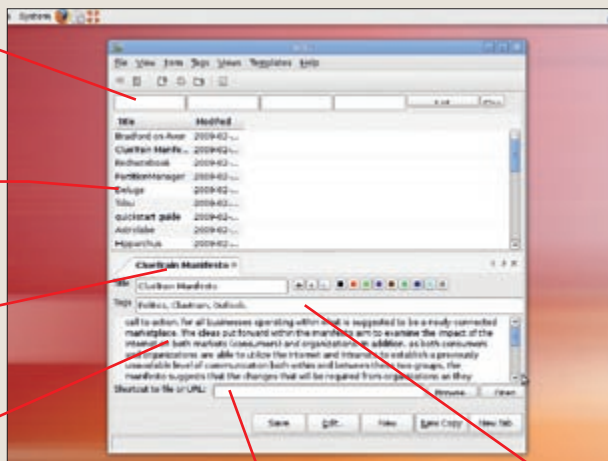 System
File View Item Tags Views Templates Help
Title Modified
Bradford on Avon 2009-02-...
Cluetrain Manife... 2009-02-...
2009-02-...
PartitionManager 2009-02-...
Deluge 2009-02-...
2009-02-...
quickstart guide 2009-02-...
Astrolabe 2009-02-...
Hipparchus 2009-02-...
Cluetrain Manifesto ×
Title Cluetrain Manifesto
Tags Politics, Cluetrain, Outlook,
call to action, for all businesses operating within what is suggested to be a newly-connected
marketplace. The ideas put forward within the manifesto aim to examine the impact of the
internet on both markets (consumers) and organizations. In addition, as both consumers
and organizations are able to utilize the internet and intranets to establish a previously
unavailable level of communication both within and between these two groups, the
manifesto suggests that the changes that will be required from organizations as they
Shortcut to file or URL: Browse... Open
Save Edit... New New Copy New Tab